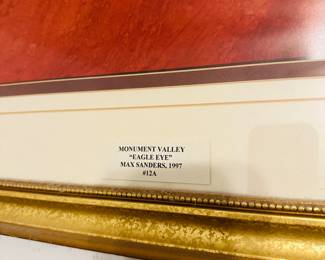 MONUMENT VALLEY
"EAGLE EYE"
MAX SANDERS, 1997
#12A